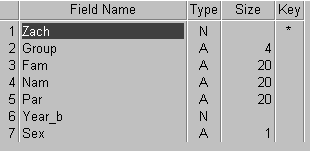 Field Name Type Size Key
1 Zach N *
2 Group A 4
3 Fam A 20
4 Nam A 20
5 Par A 20
6 Year_b N
7 Sex A 1